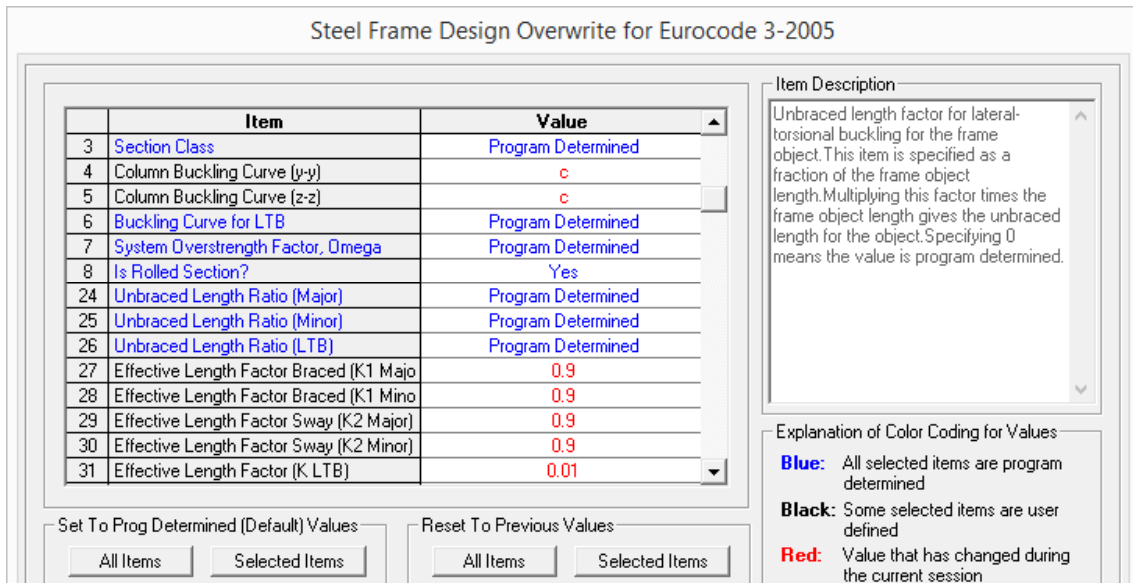 Steel Frame Design Overwrite for Eurocode 3-2005
Item Value
3 Section Class Program Determined
4 Column Buckling Curve (y-y) c
5 Column Buckling Curve (z-z) c
6 Buckling Curve for LTB Program Determined
7 System Overstrength Factor, Omega Program Determined
8 Is Rolled Section? Yes
24 Unbraced Length Ratio (Major) Program Determined
25 Unbraced Length Ratio (Minor) Program Determined
26 Unbraced Length Ratio (LTB) Program Determined
27 Effective Length Factor Braced (K1 Majo 0.9
28 Effective Length Factor Braced (K1 Mino 0.9
29 Effective Length Factor Sway (K2 Major) 0.9
30 Effective Length Factor Sway (K2 Minor) 0.9
31 Effective Length Factor (K LTB) 0.01
Set To Prog Determined (Default) Values
All Items Selected Items
Reset To Previous Values
All Items Selected Items
Item Description
Unbraced length factor for lateral-
torsional buckling for the frame
object.This item is specified as a
fraction of the frame object
length.Multiplying this factor times the
frame object length gives the unbraced
length for the object.Specifying 0
means the value is program determined.
Explanation of Color Coding for Values
Blue: All selected items are program
determined
Black: Some selected items are user
defined
Red: Value that has changed during
the current session